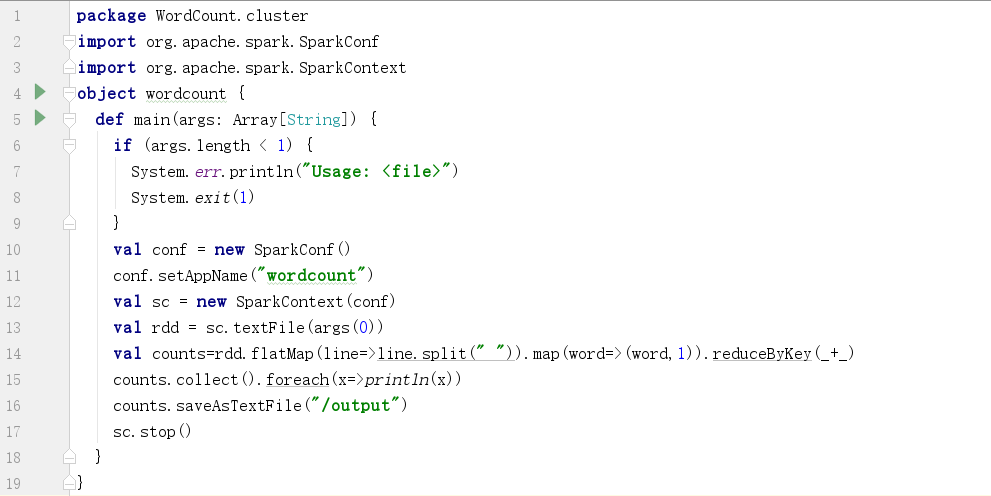 1 package WordCount.cluster
2 import org.apache.spark.SparkConf
3 import org.apache.spark.SparkContext
4 object wordcount {
5 def main(args: Array[String]) {
6 if (args.length < 1) {
7 System.err.println("Usage: <file>")
8 System.exit(1)
9 }
10 val conf = new SparkConf()
11 conf.setAppName("wordcount")
12 val sc = new SparkContext(conf)
13 val rdd = sc.textFile(args(0))
14 val counts=rdd.flatMap(line=>line.split(" ")).map(word=>(word,1)).reduceByKey(_+_)
15 counts.collect().foreach(x=>println(x))
16 counts.saveAsTextFile("/output")
17 sc.stop()
18 }
19 }